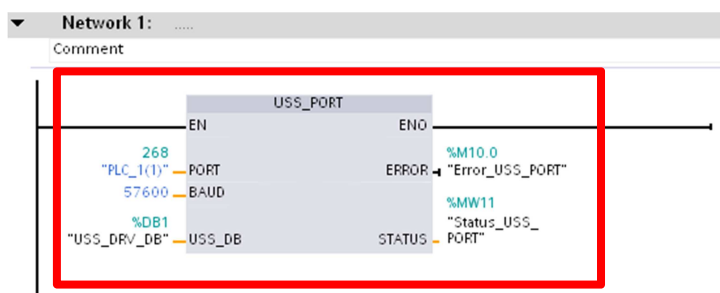 Network 1: .....
Comment
USS_PORT
EN ENO
268 %M10.0
"PLC_1(1)" PORT ERROR "Error_USS_PORT"
57600 BAUD
%MW11
%DB1 "Status_USS_
"USS_DRV_DB" USS_DB STATUS PORT"